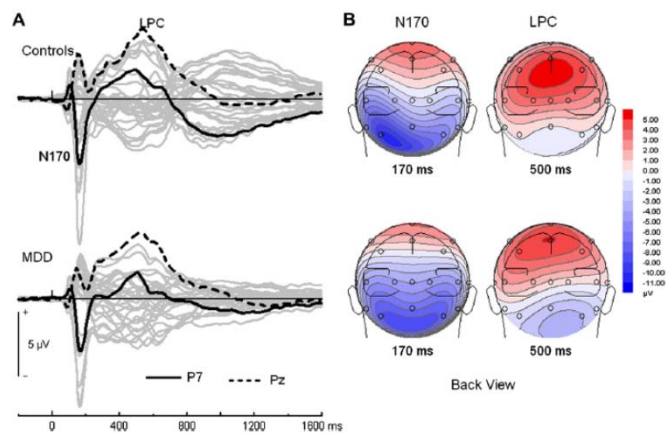 A
LPC
Controls
N170
MDD
+
5 µV
−
P7
Pz
0 400 800 1200 1600 ms
B
N170 LPC
170 ms 500 ms
5.00
4.00
3.00
2.00
1.00
0.00
-1.00
-2.00
-3.00
-4.00
-5.00
-6.00
-7.00
-8.00
-9.00
-10.00
-11.00
µV
170 ms 500 ms
Back View